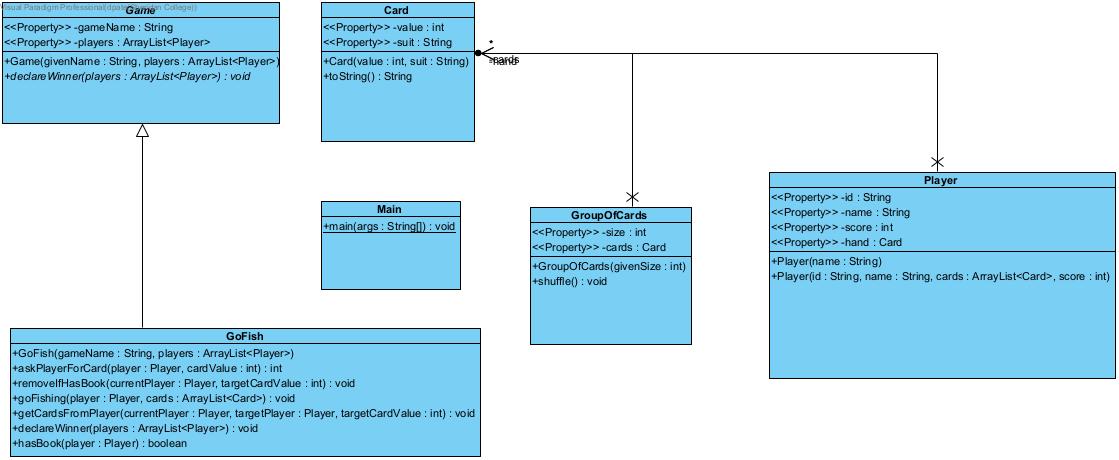 Game
<<Property>> -gameName : String
<<Property>> -players : ArrayList<Player>
+Game(givenName : String, players : ArrayList<Player>)
+declareWinner(players : ArrayList<Player>) : void
Card
<<Property>> -value : int
<<Property>> -suit : String
+Card(value : int, suit : String)
+toString() : String
*
-cards
-hand
Main
+main(args : String[]) : void
GroupOfCards
<<Property>> -size : int
<<Property>> -cards : Card
+GroupOfCards(givenSize : int)
+shuffle() : void
Player
<<Property>> -id : String
<<Property>> -name : String
<<Property>> -score : int
<<Property>> -hand : Card
+Player(name : String)
+Player(id : String, name : String, cards : ArrayList<Card>, score : int)
GoFish
+GoFish(gameName : String, players : ArrayList<Player>)
+askPlayerForCard(player : Player, cardValue : int) : int
+removeIfHasBook(currentPlayer : Player, targetCardValue : int) : void
+goFishing(player : Player, cards : ArrayList<Card>) : void
+getCardsFromPlayer(currentPlayer : Player, targetPlayer : Player, targetCardValue : int) : void
+declareWinner(players : ArrayList<Player>) : void
+hasBook(player : Player) : boolean